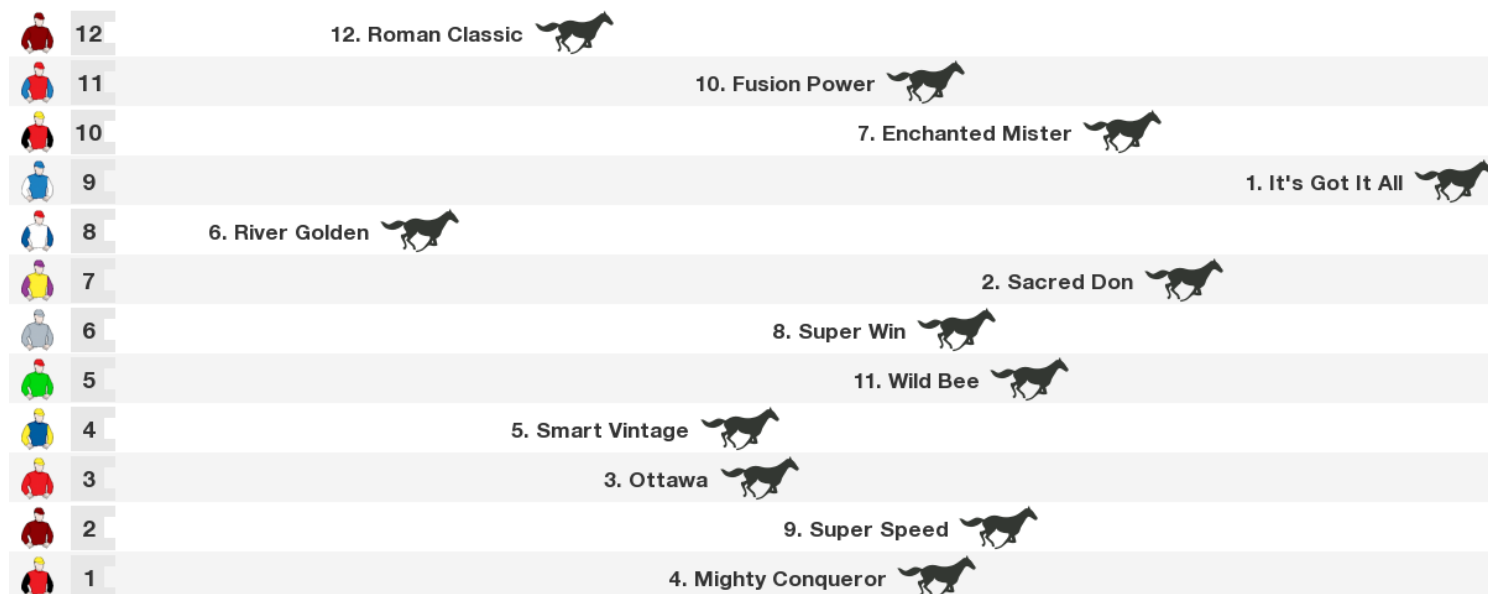 12 12. Roman Classic
11 10. Fusion Power
10 7. Enchanted Mister
9 1. It's Got It All
8 6. River Golden
7 2. Sacred Don
6 8. Super Win
5 11. Wild Bee
4 5. Smart Vintage
3 3. Ottawa
2 9. Super Speed
1 4. Mighty Conqueror